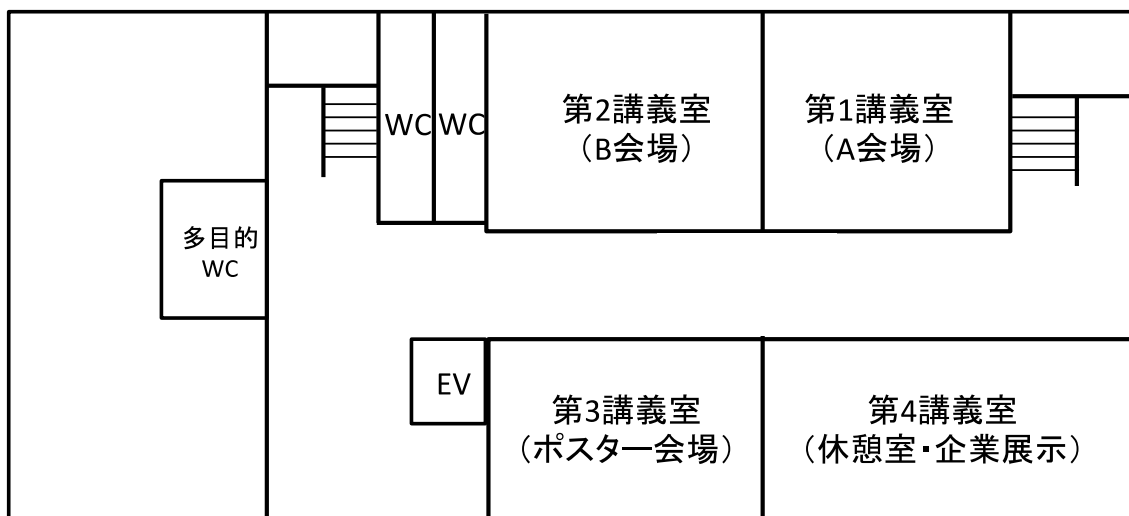 WC
WC
第2講義室
（B会場）
第1講義室
（A会場）
多目的
WC
EV
第3講義室
（ポスター会場）
第4講義室
（休憩室・企業展示）